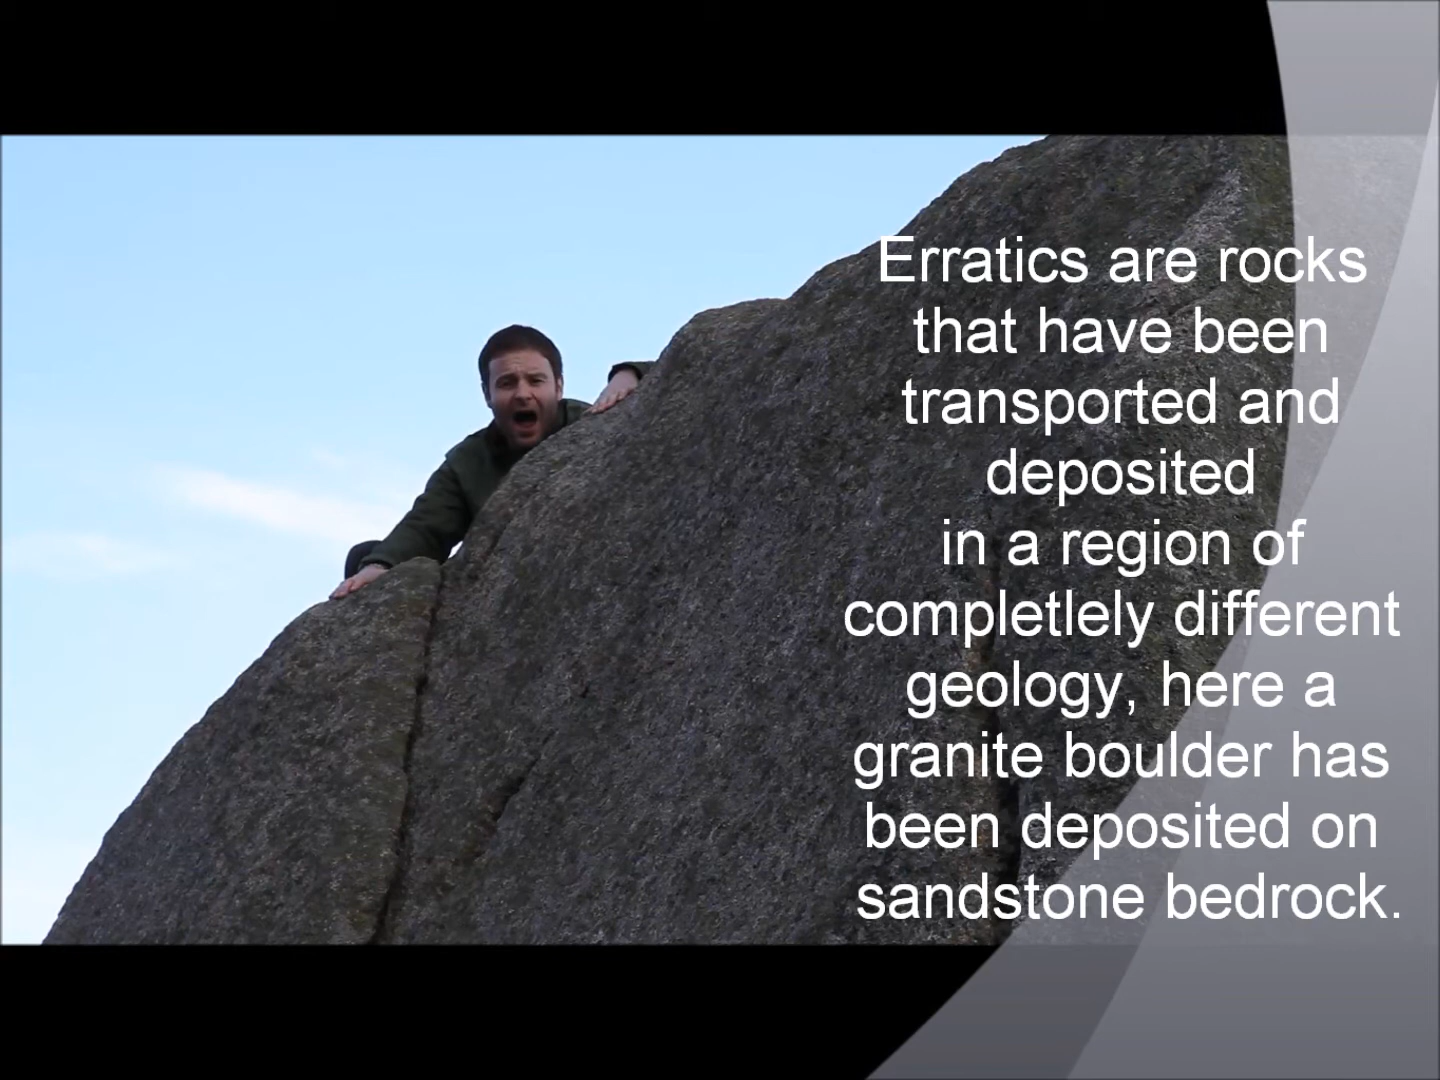 Erratics are rocks
that have been
transported and
deposited
in a region of
completlely different
geology, here a
granite boulder has
been deposited on
sandstone bedrock.